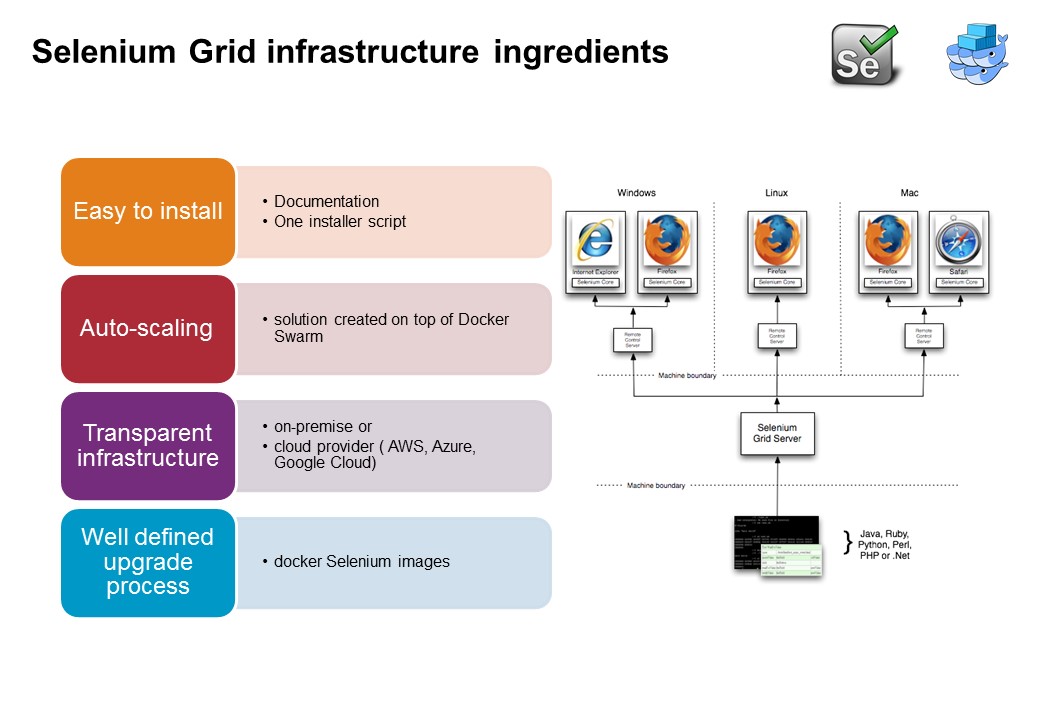 Selenium Grid infrastructure ingredients
Se
Easy to install
• Documentation
• One installer script
Auto-scaling
• solution created on top of Docker
Swarm
Transparent
infrastructure
• on-premise or
• cloud provider ( AWS, Azure,
Google Cloud)
Well defined
upgrade
process
• docker Selenium images
Windows
Linux
Mac
Internet Explorer
Selenium Core
Firefox
Selenium Core
Firefox
Selenium Core
Firefox
Selenium Core
Safari
Selenium Core
Remote
Control
Server
Remote
Control
Server
Remote
Control
Server
Machine boundary
Selenium
Grid Server
Machine boundary
} Java, Ruby,
Python, Perl,
PHP or .Net